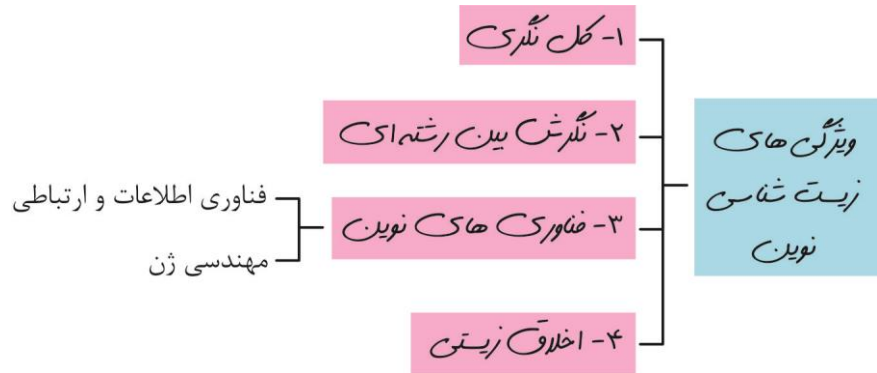 ویژگی های
زیست شناسی
نوین
۱- کل نگری
۲- نگرش بین رشته ای
۳- فناوری های نوین
فناوری اطلاعات و ارتباطی
مهندسی ژن
۴- اخلاق زیستی